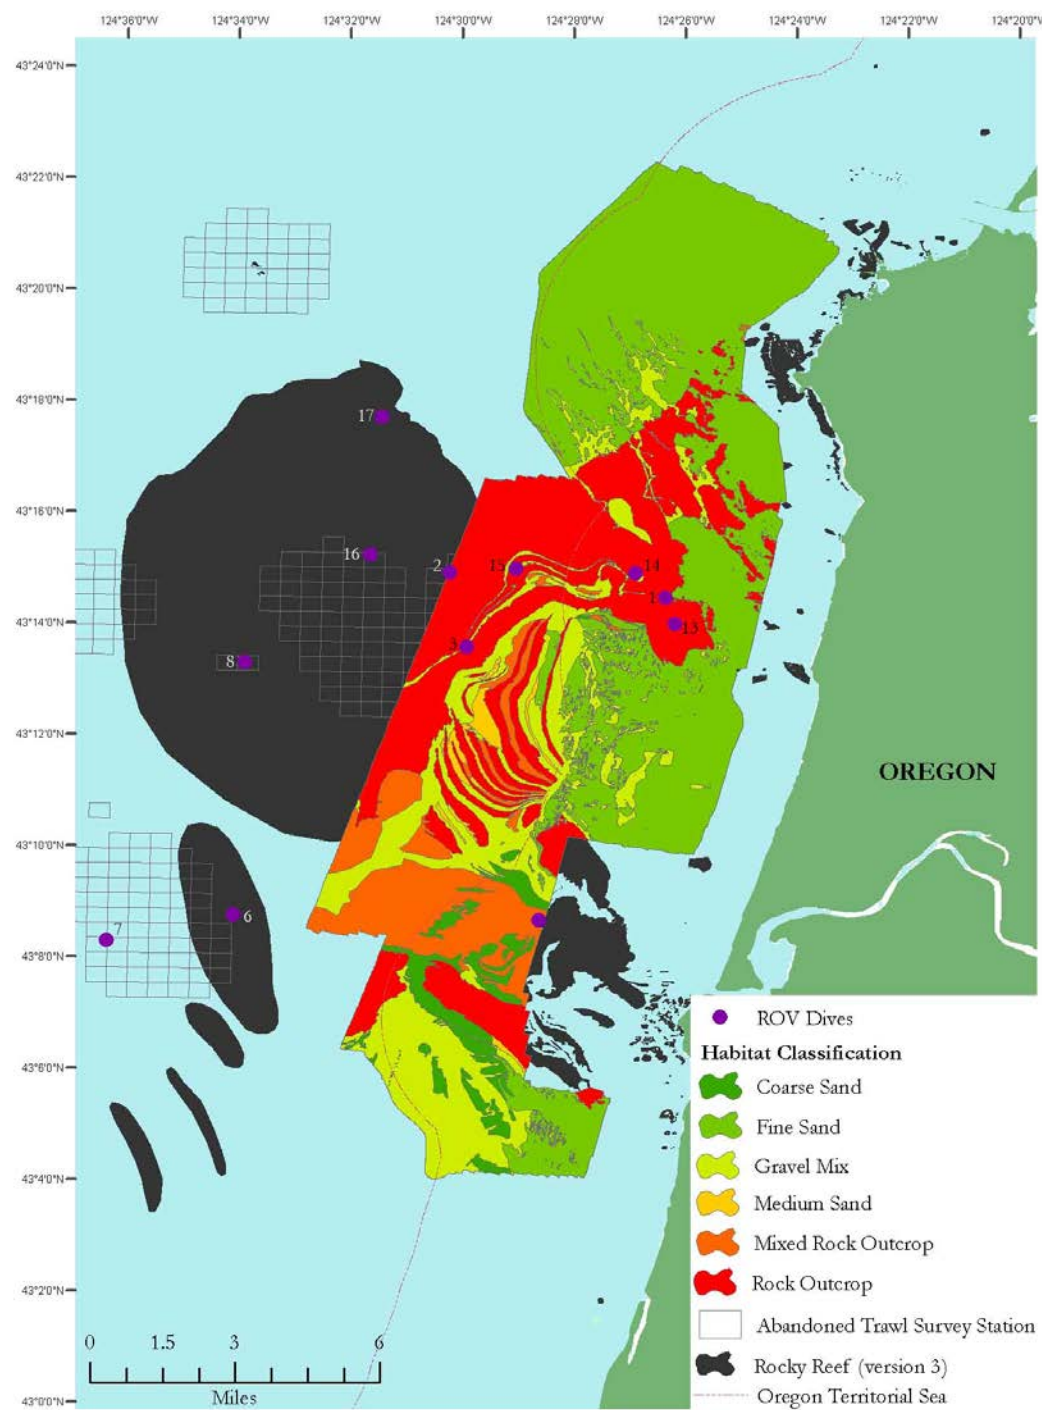 124°36'0"W 124°34'0"W 124°32'0"W 124°30'0"W 124°28'0"W 124°26'0"W 124°24'0"W 124°22'0"W 124°20'0"W
43°24'0"N
43°22'0"N
43°20'0"N
43°18'0"N
17
43°16'0"N
16
2
15
14
1
43°14'0"N
13
3
8
43°12'0"N
OREGON
43°10'0"N
6
7
43°8'0"N
ROV Dives
Habitat Classification
43°6'0"N
Coarse Sand
Fine Sand
Gravel Mix
43°4'0"N
Medium Sand
Mixed Rock Outcrop
43°2'0"N
Rock Outcrop
Abandoned Trawl Survey Station
0 1.5 3 6
Rocky Reef (version 3)
Miles
Oregon Territorial Sea
43°0'0"N